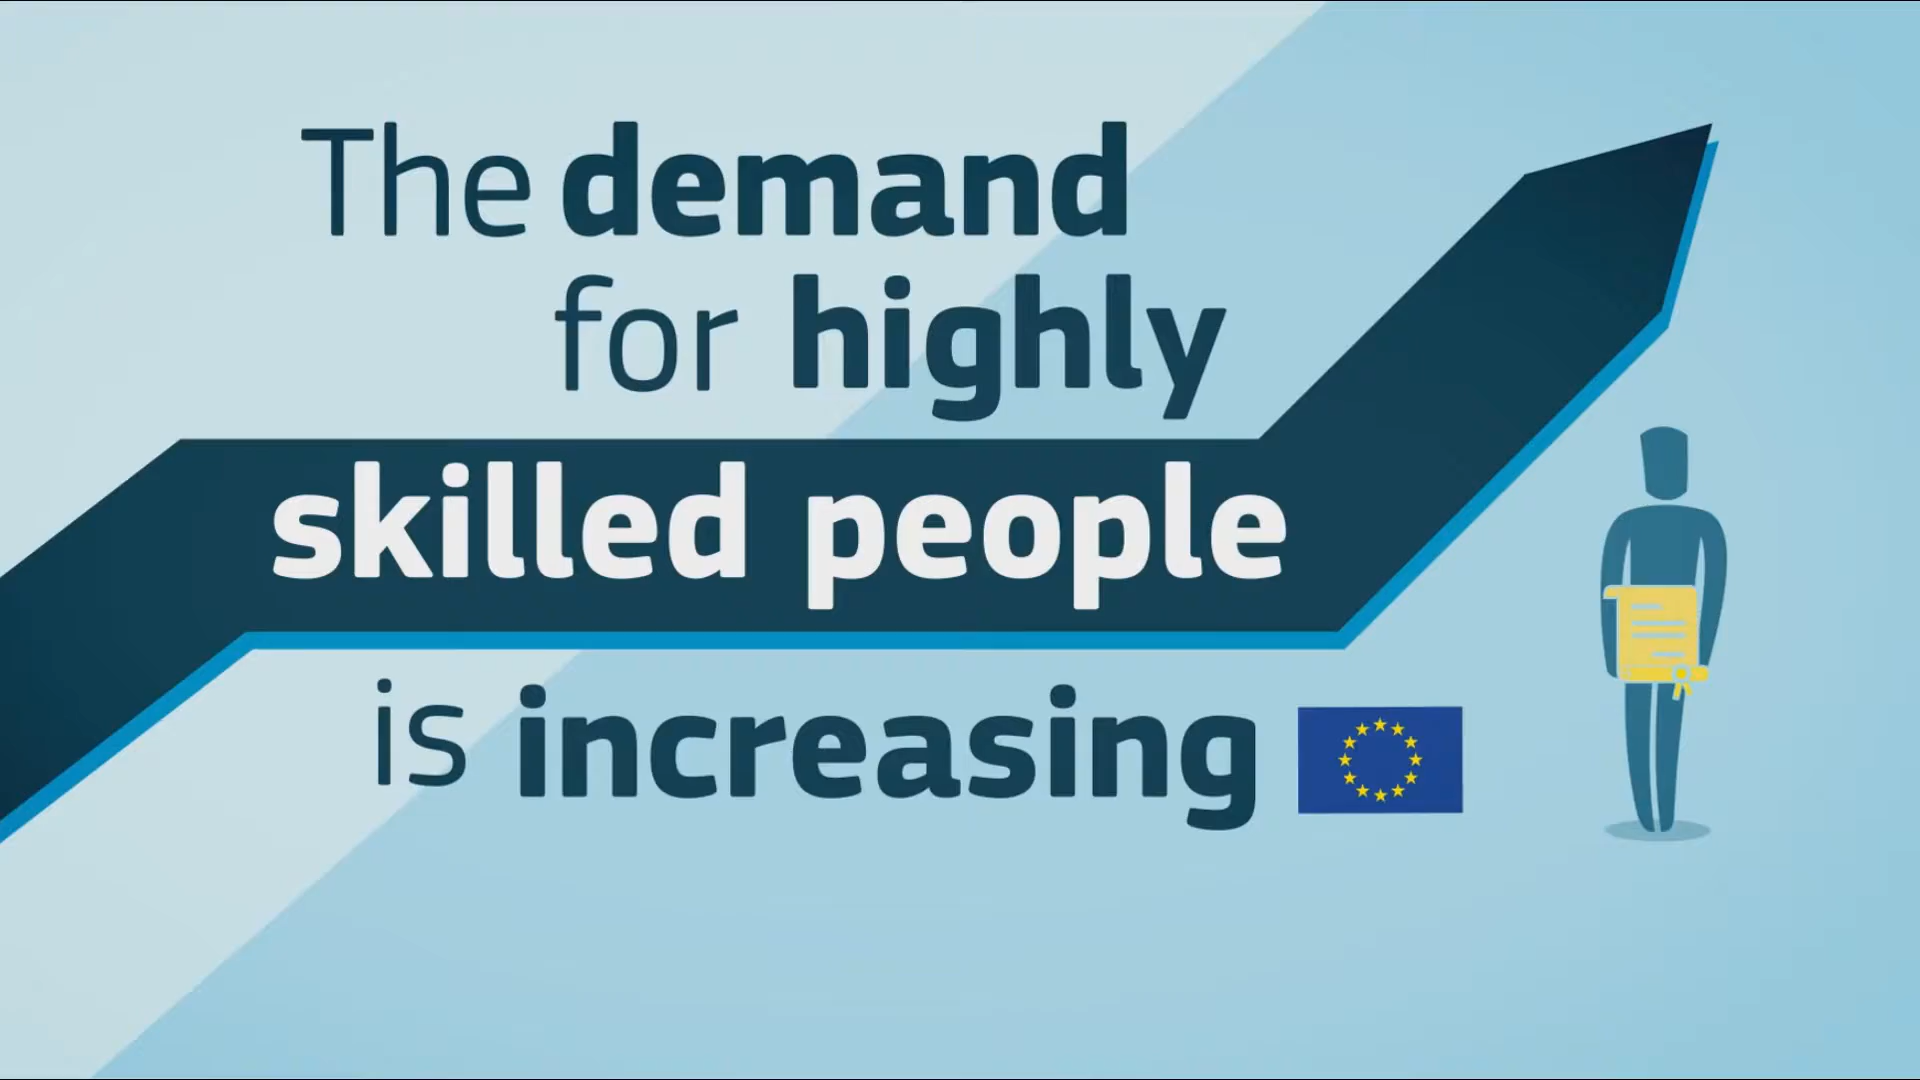 The demand
for highly
skilled people
is increasing